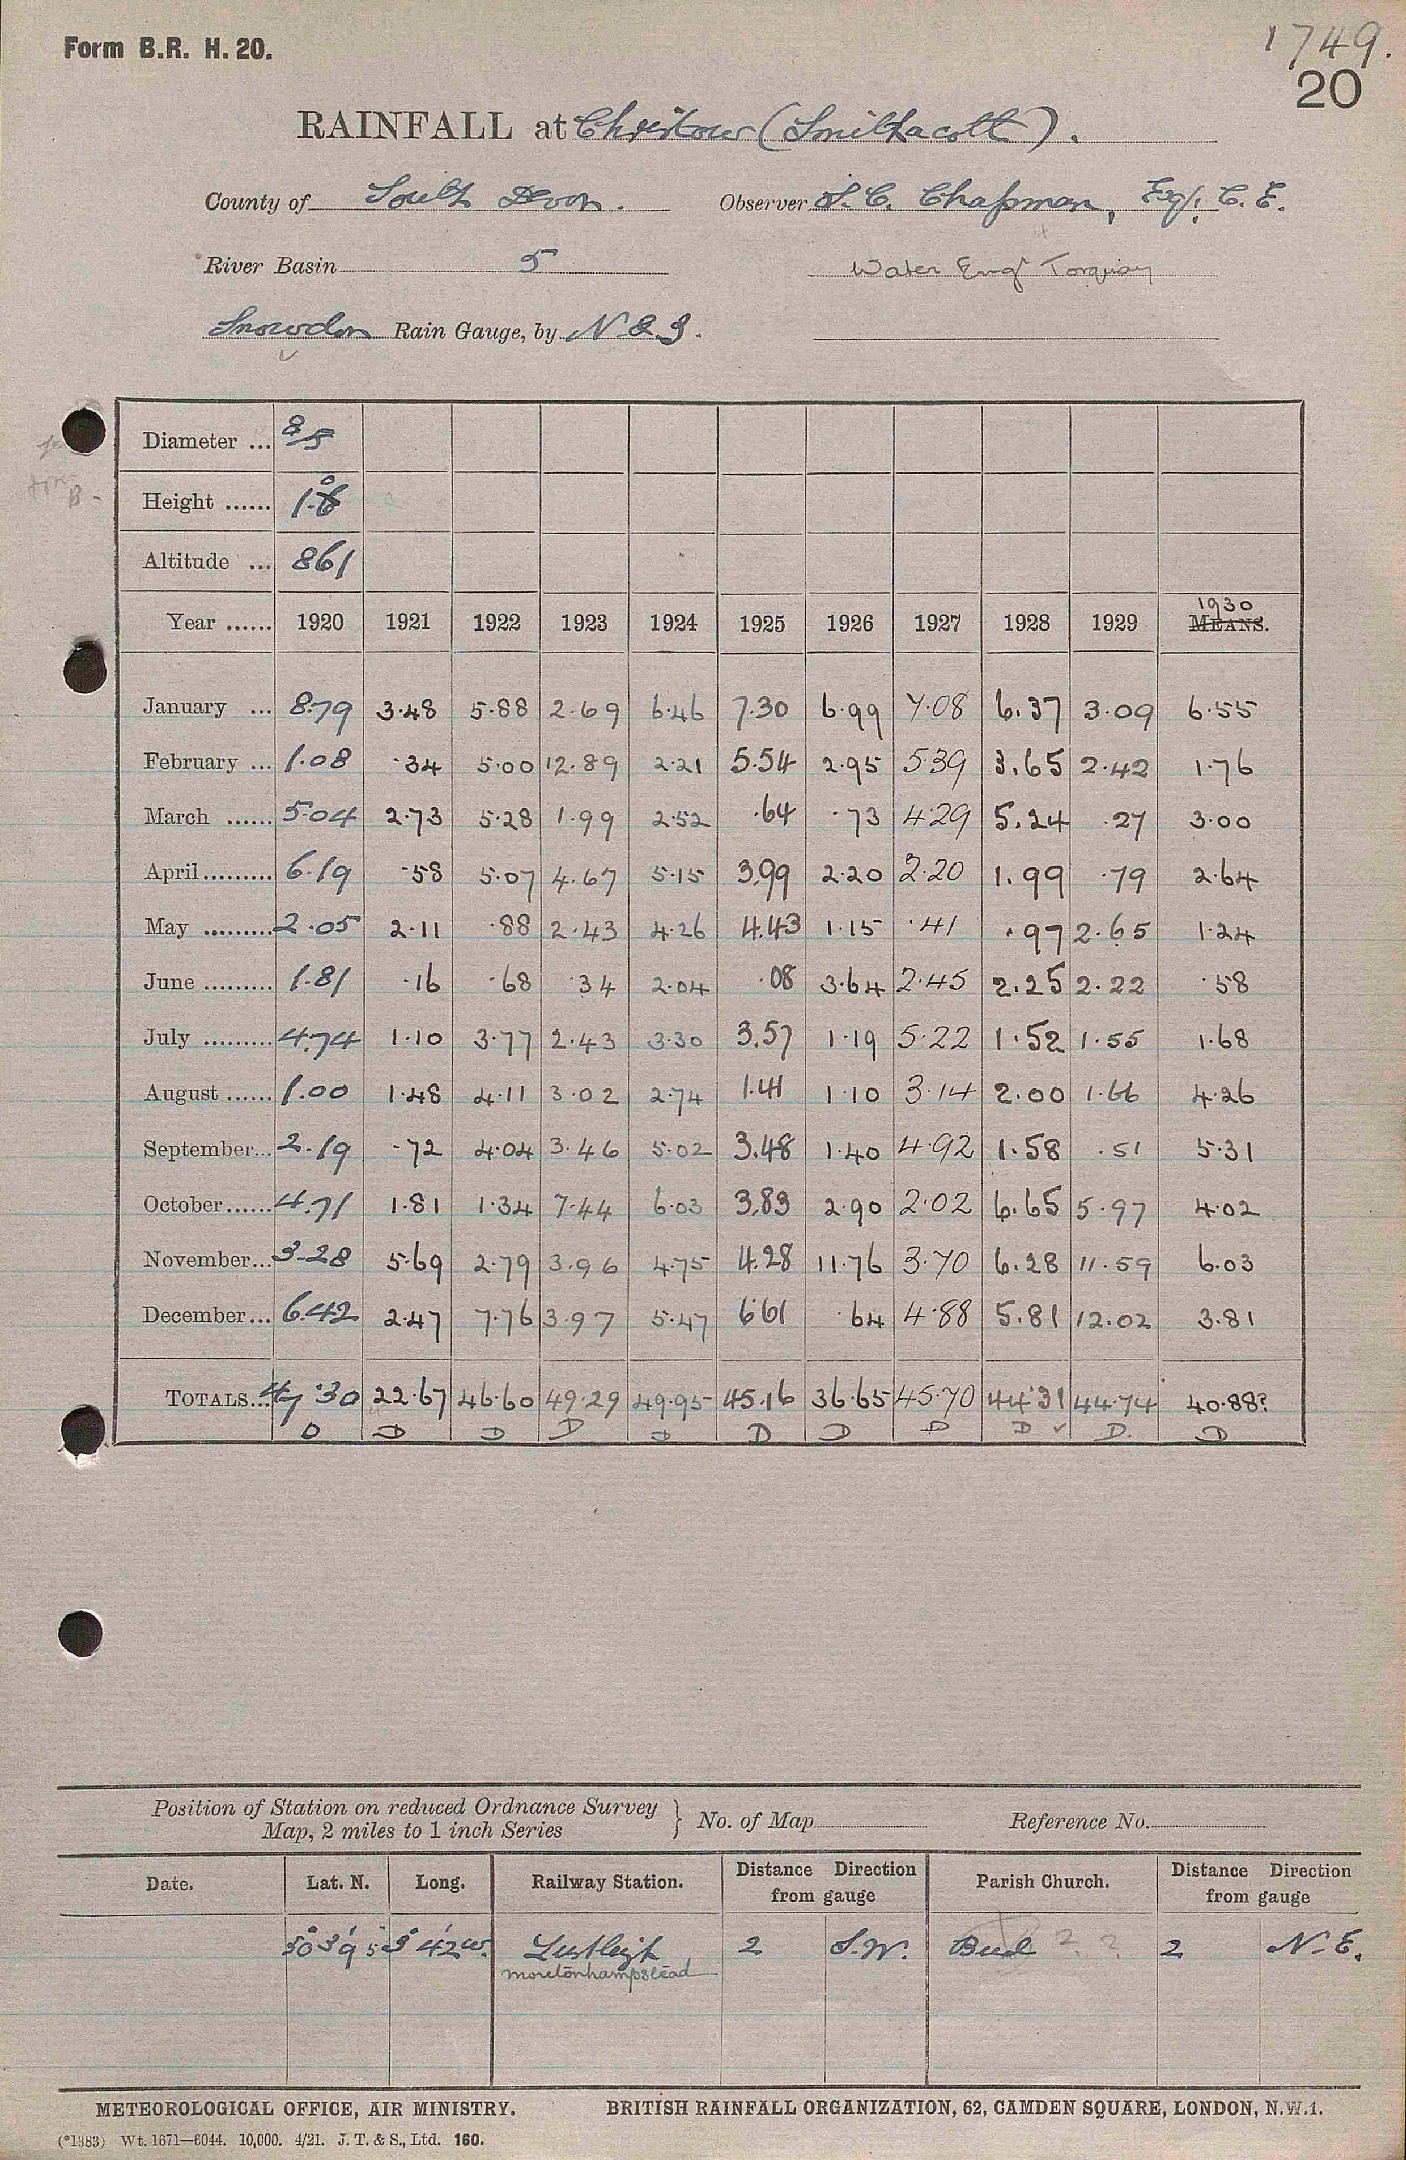 Form B.R. H. 20.
1749.
20
RAINFALL at Christow (Smithacott).
County of South Devon. Observer S. C. Chapman, Esq., C. E.
River Basin 5 Water Engr Torquay
Snowdon Rain Gauge, by N & Z.
Diameter ... 8/5
Height ...... 1.0
Altitude ... 861
Year ...... 1920 1921 1922 1923 1924 1925 1926 1927 1928 1929 1930 MEANS.
January ... 8.79 3.48 5.88 2.69 6.46 7.30 6.99 7.08 6.37 3.09 6.55
February ... 1.08 .34 5.00 12.89 2.21 5.54 2.95 5.39 3.65 2.42 1.76
March ...... 5.04 2.73 5.28 1.99 2.52 .64 .73 4.29 5.24 .27 3.00
April ......... 6.19 .58 5.07 4.67 5.15 3.99 2.20 2.20 1.99 .79 2.64
May ......... 2.05 2.11 .88 2.43 4.26 4.43 1.15 .41 .97 2.65 1.24
June ......... 1.81 .16 .68 .34 2.04 .08 3.64 2.45 2.25 2.22 .58
July ......... 4.74 1.10 3.77 2.43 3.30 3.57 1.19 5.22 1.52 1.55 1.68
August ...... 1.00 1.48 4.11 3.02 2.74 1.41 1.10 3.14 2.00 1.66 4.26
September... 2.19 .72 4.04 3.46 5.02 3.48 1.40 4.92 1.58 .51 5.31
October...... 4.71 1.81 1.34 7.44 6.03 3.83 2.90 2.02 6.65 5.97 4.02
November... 3.28 5.69 2.79 3.96 4.75 4.28 11.76 3.70 6.28 11.59 6.03
December... 6.42 2.47 7.76 3.97 5.47 6.61 .64 4.88 5.81 12.02 3.81
TOTALS... 47.30 22.67 46.60 49.29 49.95 45.16 36.65 45.70 44.31 44.74 40.88?
D D D D D D D D D ✓ D. D
Position of Station on reduced Ordnance Survey
Map, 2 miles to 1 inch Series } No. of Map Reference No.
Date. Lat. N. Long. Railway Station. Distance Direction from gauge Parish Church. Distance Direction from gauge
50° 39' 5" 3° 42' w. Lustleigh 2 S.W. ? ? 2 N. E.
moretonhampstead
METEOROLOGICAL OFFICE, AIR MINISTRY. BRITISH RAINFALL ORGANIZATION, 62, CAMDEN SQUARE, LONDON, N.W.1.
(*1383) Wt. 1671—6044. 10,000. 4/21. J. T. & S., Ltd. 160.